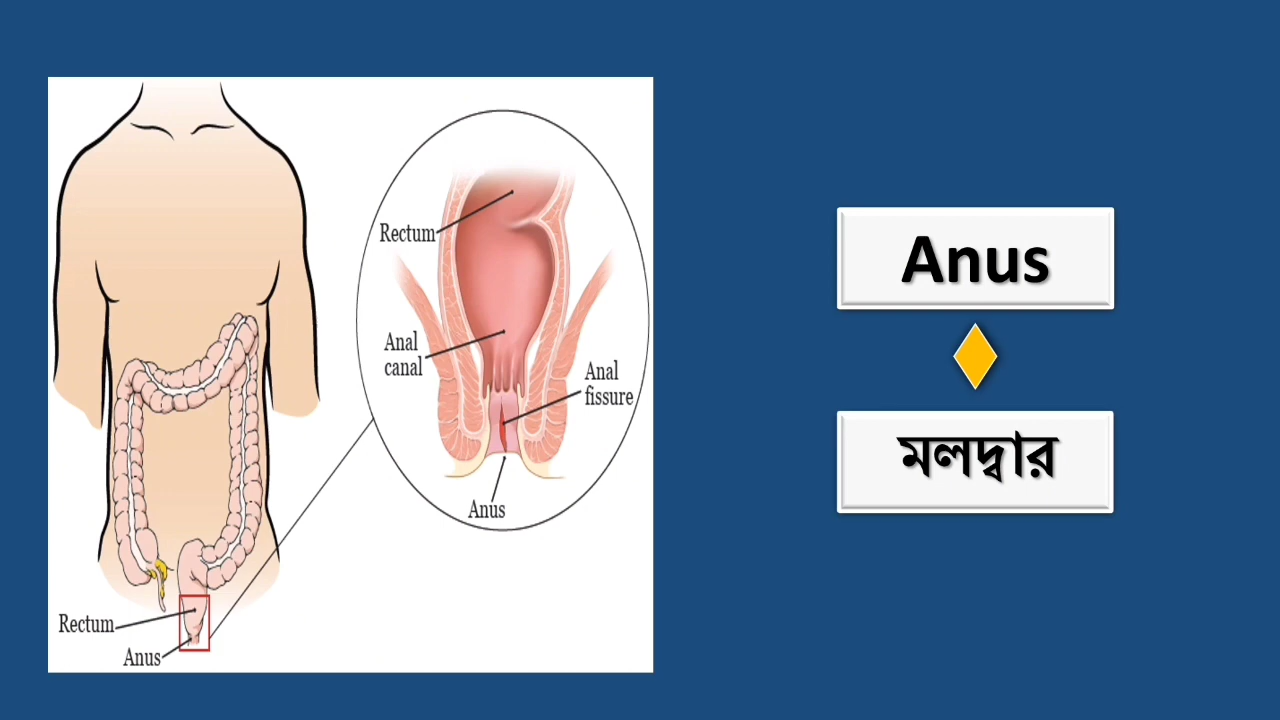 Rectum
Anal
canal
Anal
fissure
Anus
Rectum
Anus
Anus
মলদ্বার